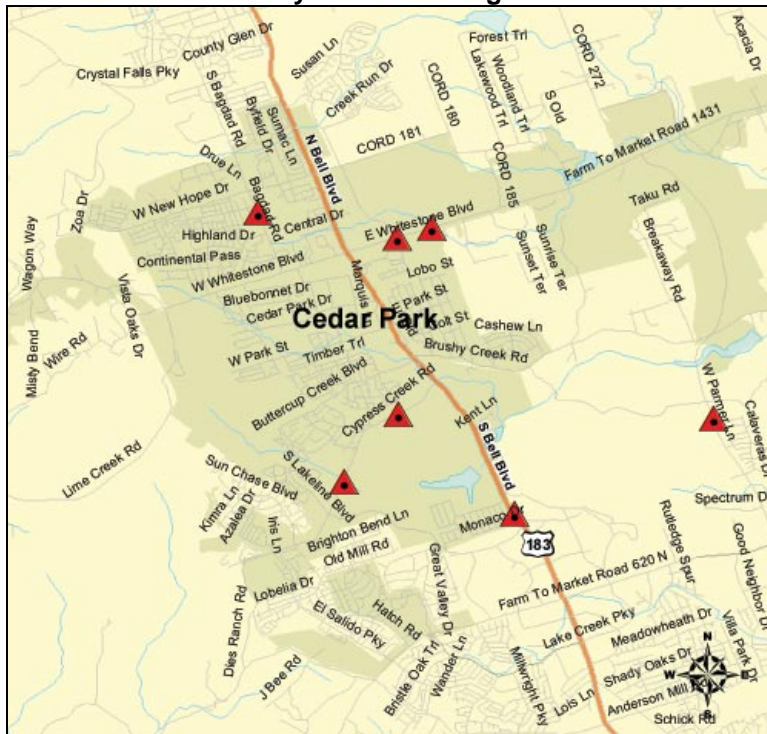 County Glen Dr
Crystal Falls Pky
Susan Ln
Creek Run Dr
Forest Trl
Woodland Trl
Lakewood Trl
CORD 272
Acacia Dr
S Bagdad Rd
Byfield Dr
Sumac Ln
CORD 180
S Old
N Bell Blvd
CORD 181
CORD 185
Farm To Market Road 1431
Drue Ln
W New Hope Dr
Bagdad Rd
Central Dr
Zoa Dr
Taku Rd
Wagon Way
Highland Dr
E Whitestone Blvd
Continental Pass
W Whitestone Blvd
Lobo St
Sunset Ter
Sunrise Ter
Breakaway Rd
Vista Oaks Dr
Bluebonnet Dr
Marquis
E Park St
Cedar Park Dr
Cedar Park
Cashew Ln
Misty Bend
Wire Rd
W Park St
Timber Trl
Brushy Creek Rd
Buttercup Creek Blvd
Cypress Creek Rd
Kent Ln
W Parmer Ln
Calaveras Dr
Lime Creek Rd
S Bell Blvd
Sun Chase Blvd
S Lakeline Blvd
Kimra Ln
Azalea Dr
Iris Ln
Brighton Bend Ln
Monaco Dr
Spectrum D
Old Mill Rd
183
Rutledge Spur
Good Neighbor D
Great Valley Dr
Farm To Market Road 620 N
Lobelia Dr
Dies Ranch Rd
El Salido Pky
Hatch Rd
Lake Creek Pky
Meadowheath Dr
Villa Park Dr
J Bee Rd
Bristle Oak Trl
Wander Ln
Millwright Pky
Shady Oaks Dr
Lois Ln
Anderson Mill
Schick Rd
N
W
E
S